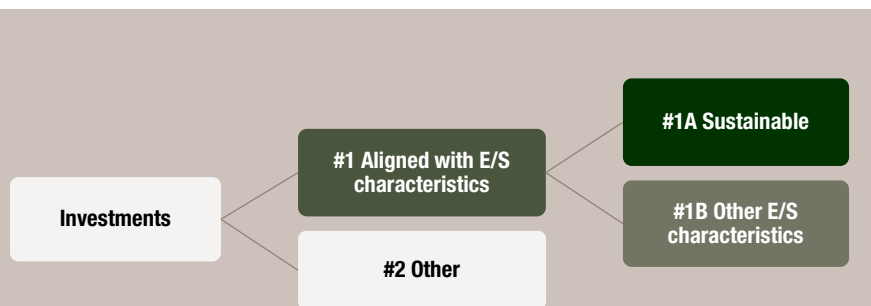 #1A Sustainable
#1 Aligned with E/S
characteristics
Investments
#1B Other E/S
characteristics
#2 Other